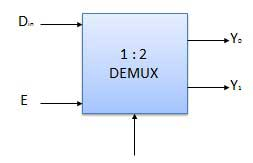 Din
1 : 2
DEMUX
Y₀
E
Y₁